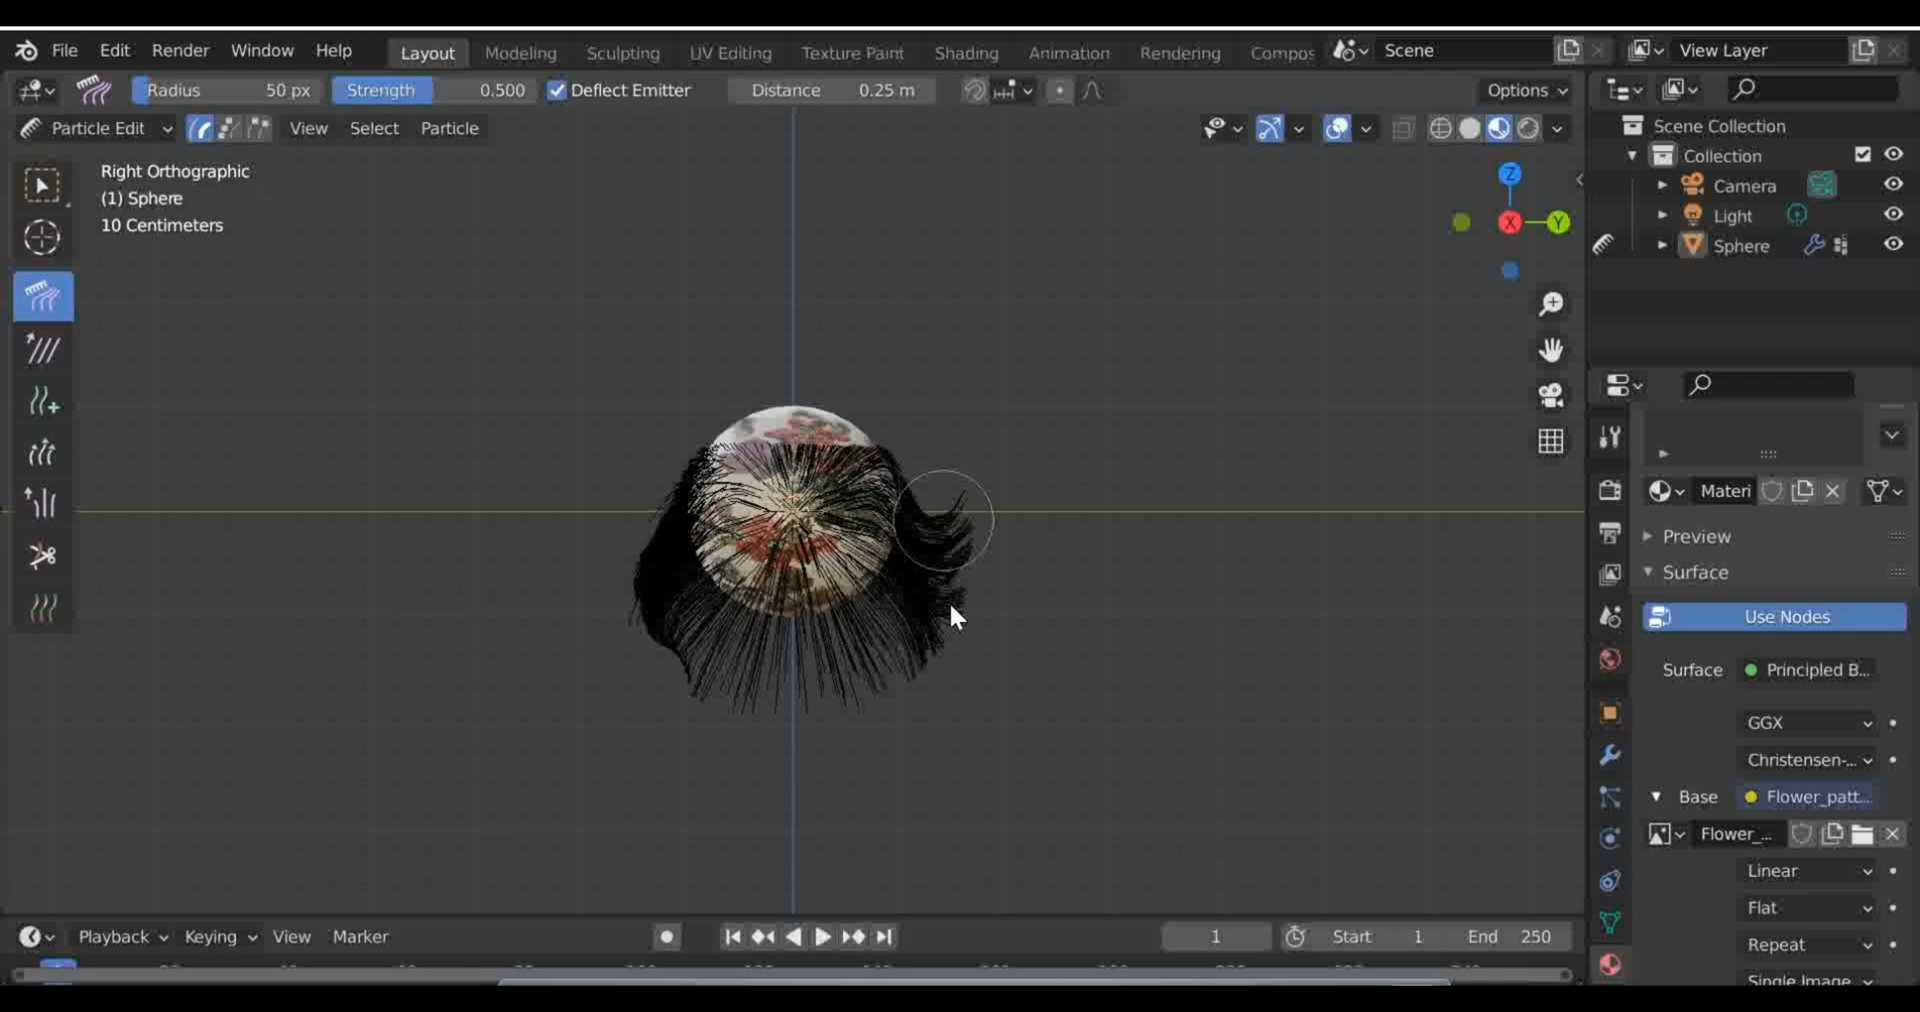 File Edit Render Window Help Layout Modeling Sculpting UV Editing Texture Paint Shading Animation Rendering Compos Scene View Layer
Radius 50 px Strength 0.500 Deflect Emitter Distance 0.25 m Options
Particle Edit View Select Particle
Right Orthographic
(1) Sphere
10 Centimeters
Z
X
Y
Scene Collection
Collection
Camera
Light
Sphere
Materi
Preview
Surface
Use Nodes
Surface Principled B...
GGX
Christensen-...
Base Flower_patt...
Flower_...
Linear
Flat
Repeat
Single Image
Playback Keying View Marker 1 Start 1 End 250